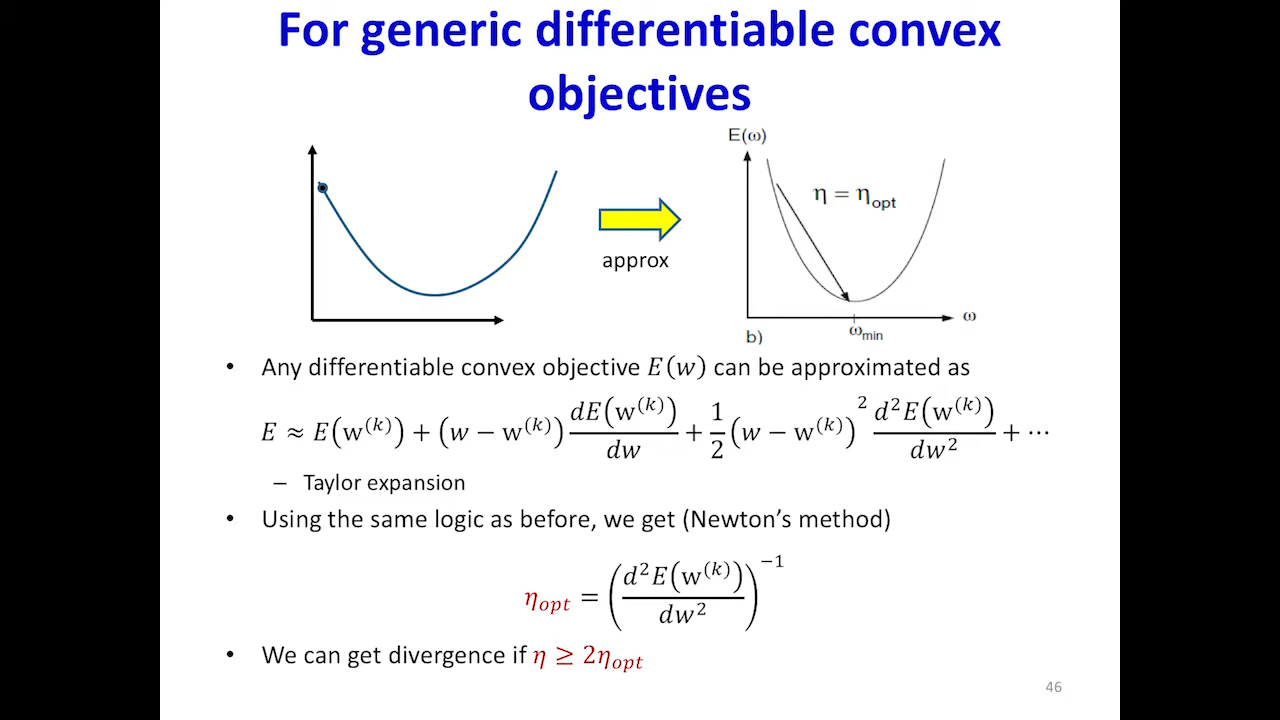 For generic differentiable convex
objectives
E(ω)
η = η_opt
approx
ω
ω_min
b)
• Any differentiable convex objective E(w) can be approximated as
E ≈ E(w^(k)) + (w − w^(k)) dE(w^(k))/dw + 1/2 (w − w^(k))^2 d^2E(w^(k))/dw^2 + ⋯
– Taylor expansion
• Using the same logic as before, we get (Newton's method)
η_opt = (d^2E(w^(k))/dw^2)^−1
• We can get divergence if η ≥ 2η_opt
46